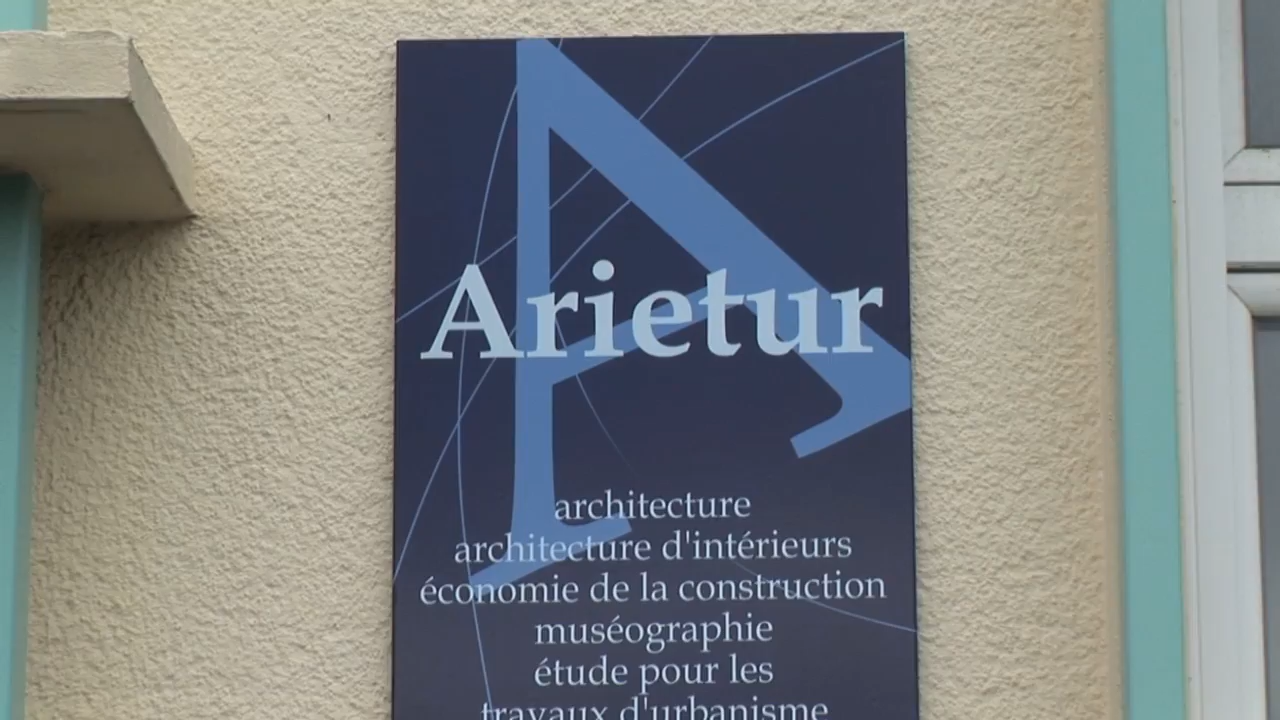 Arietur
architecture
architecture d'intérieurs
économie de la construction
muséographie
étude pour les
travaux d'urbanisme